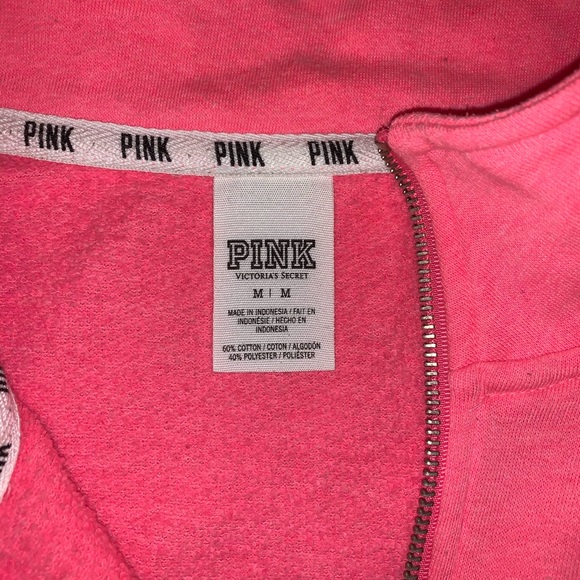 PINK PINK PINK PINK
PINK
VICTORIA'S SECRET
M | M
MADE IN INDONESIA / FAIT EN
INDONÉSIE / HECHO EN
INDONESIA
60% COTTON / COTON / ALGODÓN
40% POLYESTER / POLIÉSTER